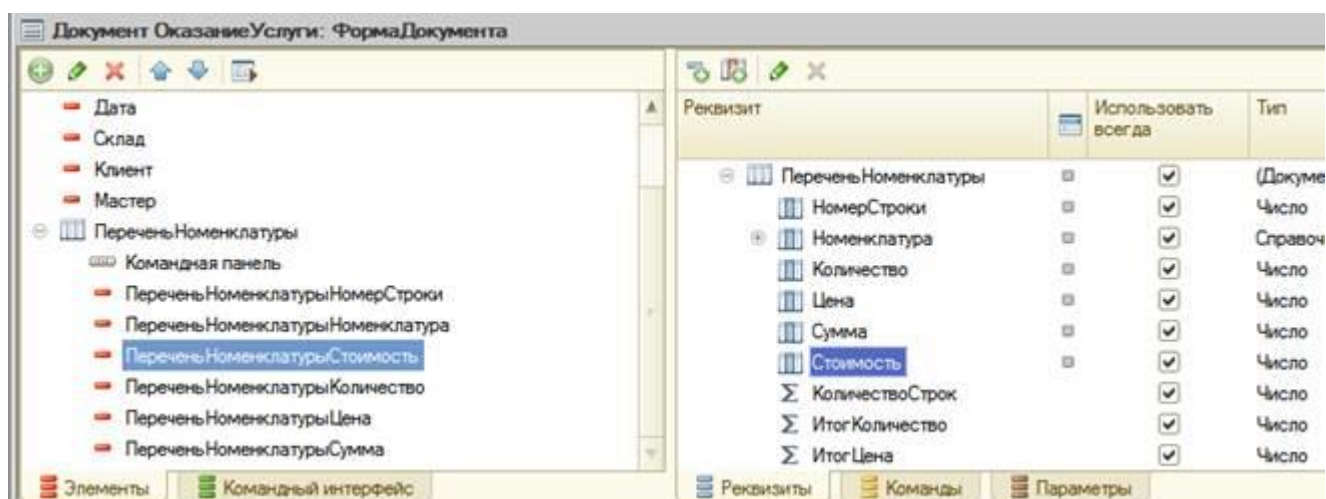 Документ ОказаниеУслуги: ФормаДокумента
Дата
Склад
Клиент
Мастер
ПереченьНоменклатуры
Командная панель
ПереченьНоменклатурыНомерСтроки
ПереченьНоменклатурыНоменклатура
ПереченьНоменклатурыСтоимость
ПереченьНоменклатурыКоличество
ПереченьНоменклатурыЦена
ПереченьНоменклатурыСумма
Элементы Командный интерфейс
Реквизит Использовать всегда Тип
ПереченьНоменклатуры (Докуме
НомерСтроки Число
Номенклатура Справоч
Количество Число
Цена Число
Сумма Число
Стоимость Число
КоличествоСтрок Число
ИтогКоличество Число
ИтогЦена Число
Реквизиты Команды Параметры